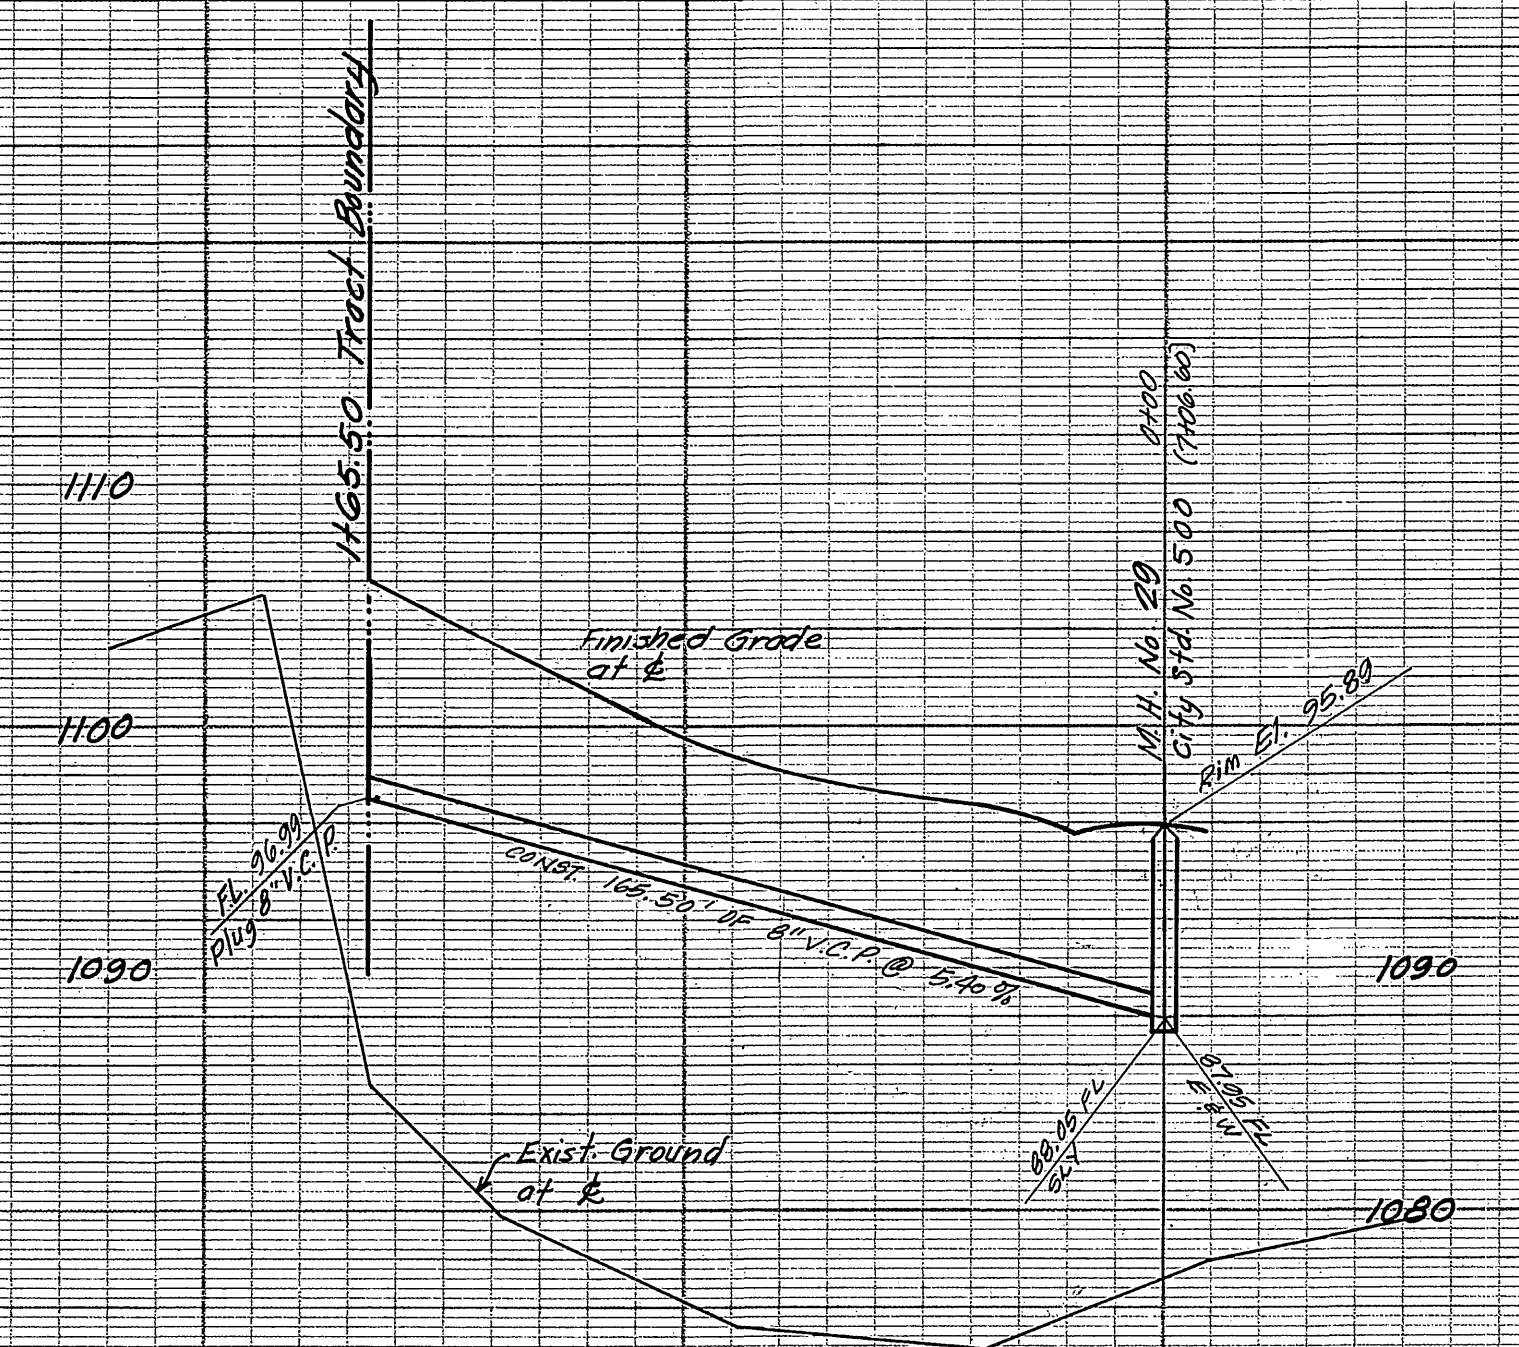 1+65.50 Tract Boundary
0+00
(7+06.60)
M.H. No. 29
City Std. No. 500
1110
Finished Grade
at ℄
Rim El. 95.89
1100
F.L. 96.99
Plug 8" V.C.P.
CONST. 165.50' OF 8" V.C.P. @ 5.40%
1090
1090
88.05 FL
SLY
87.95 FL
E & W
Exist. Ground
at ℄
1080